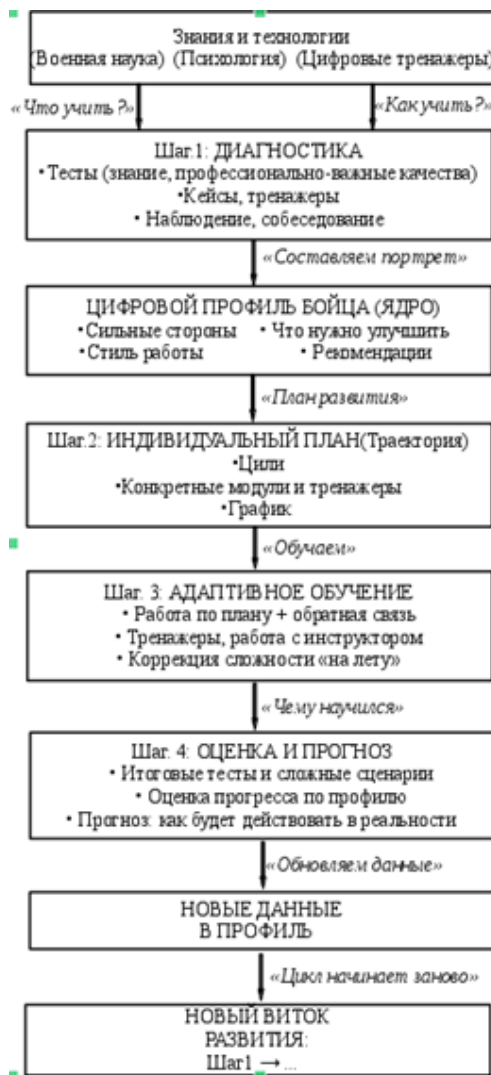 Знания и технологии
(Военная наука) (Психология) (Цифровые тренажеры)
«Что учить?»
«Как учить?»
Шаг.1: ДИАГНОСТИКА
•Тесты (знание, профессионально-важные качества)
•Кейсы, тренажеры
•Наблюдение, собеседование
«Составляем портрет»
ЦИФРОВОЙ ПРОФИЛЬ БОЙЦА (ЯДРО)
•Сильные стороны •Что нужно улучшить
•Стиль работы •Рекомендации
«План развития»
Шаг.2: ИНДИВИДУАЛЬНЫЙ ПЛАН(Траектория)
•Цили
•Конкретные модули и тренажеры
•График
«Обучаем»
Шаг. 3: АДАПТИВНОЕ ОБУЧЕНИЕ
• Работа по плану + обратная связь
• Тренажеры, работа с инструктором
• Коррекция сложности «на лету»
«Чему научился»
Шаг. 4: ОЦЕНКА И ПРОГНОЗ
• Итоговые тесты и сложные сценарии
• Оценка прогресса по профилю
• Прогноз: как будет действовать в реальности
«Обновляем данные»
НОВЫЕ ДАННЫЕ
В ПРОФИЛЬ
«Цикл начинает заново»
НОВЫЙ ВИТОК
РАЗВИТИЯ:
Шаг1 → ...